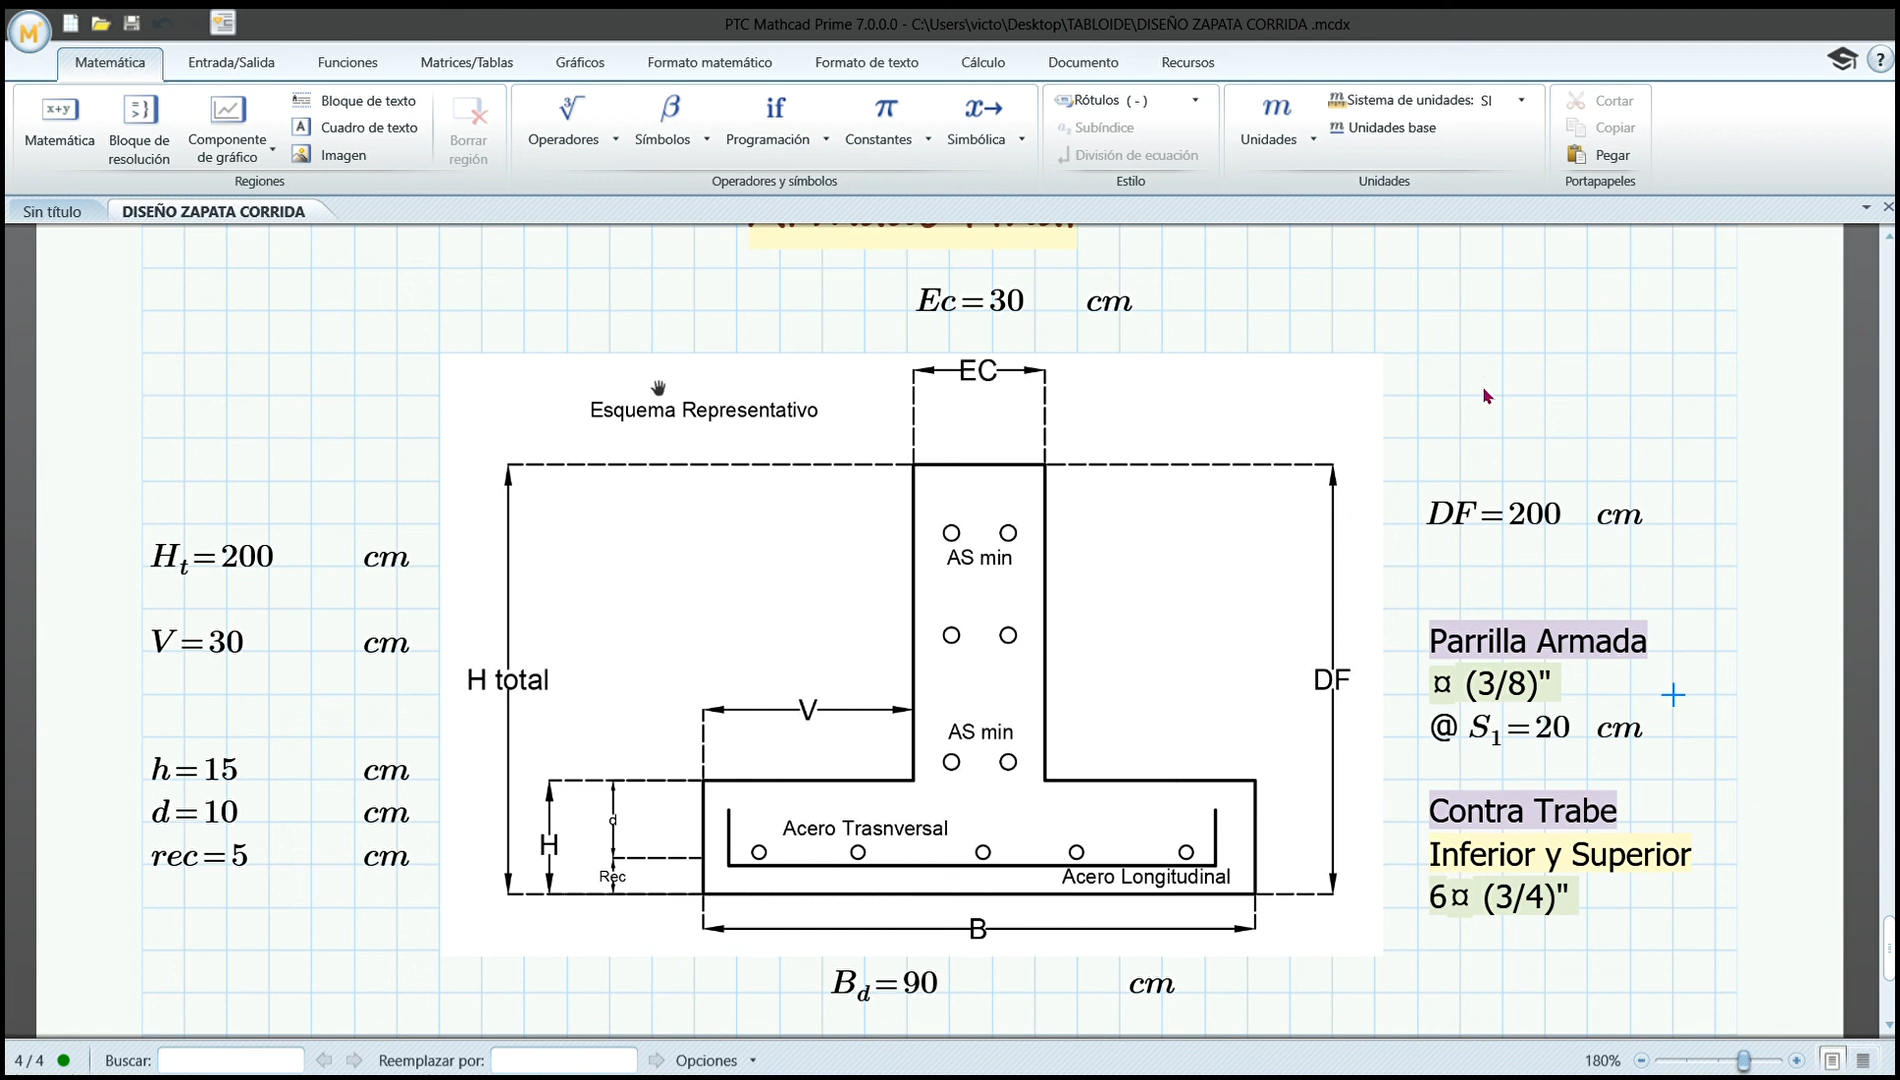 PTC Mathcad Prime 7.0.0.0 - C:\Users\victo\Desktop\TABLOIDE\DISEÑO ZAPATA CORRIDA .mcdx
Matemática
Entrada/Salida
Funciones
Matrices/Tablas
Gráficos
Formato matemático
Formato de texto
Cálculo
Documento
Recursos
Matemática
Bloque de resolución
Componente de gráfico
Bloque de texto
Cuadro de texto
Imagen
Borrar región
Regiones
Operadores
Símbolos
Programación
Constantes
Simbólica
Operadores y símbolos
Rótulos (-)
Subíndice
División de ecuación
Estilo
Unidades
Sistema de unidades: SI
Unidades base
Unidades
Cortar
Copiar
Pegar
Portapapeles
Sin título
DISEÑO ZAPATA CORRIDA
Ec=30 cm
EC
Esquema Representativo
AS min
DF=200 cm
H_t=200 cm
V=30 cm
Parrilla Armada
¤ (3/8)"
@ S_1=20 cm
H total
DF
V
AS min
h=15 cm
d=10 cm
rec=5 cm
H
d
Rec
Acero Trasnversal
Acero Longitudinal
Contra Trabe
Inferior y Superior
6¤ (3/4)"
B
B_d=90 cm
4 / 4
Buscar:
Reemplazar por:
Opciones
180%